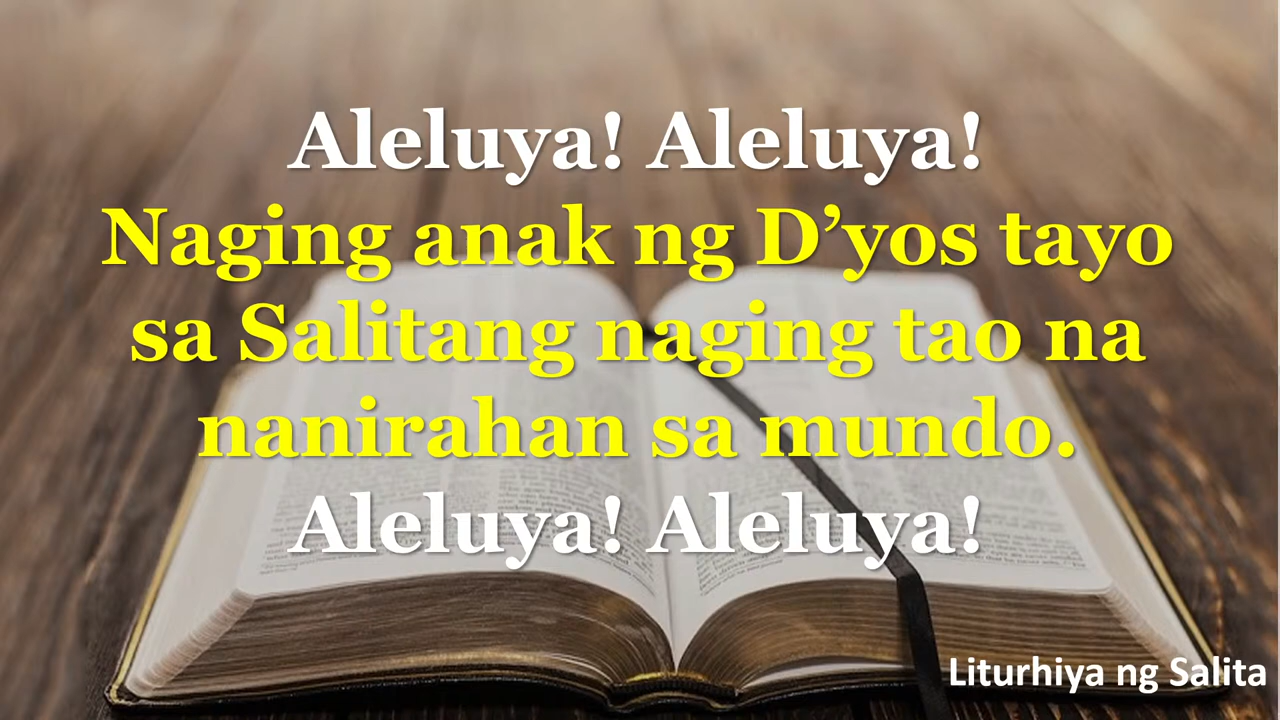 Aleluya! Aleluya!
Naging anak ng D’yos tayo
sa Salitang naging tao na
nanirahan sa mundo.
Aleluya! Aleluya!
Liturhiya ng Salita